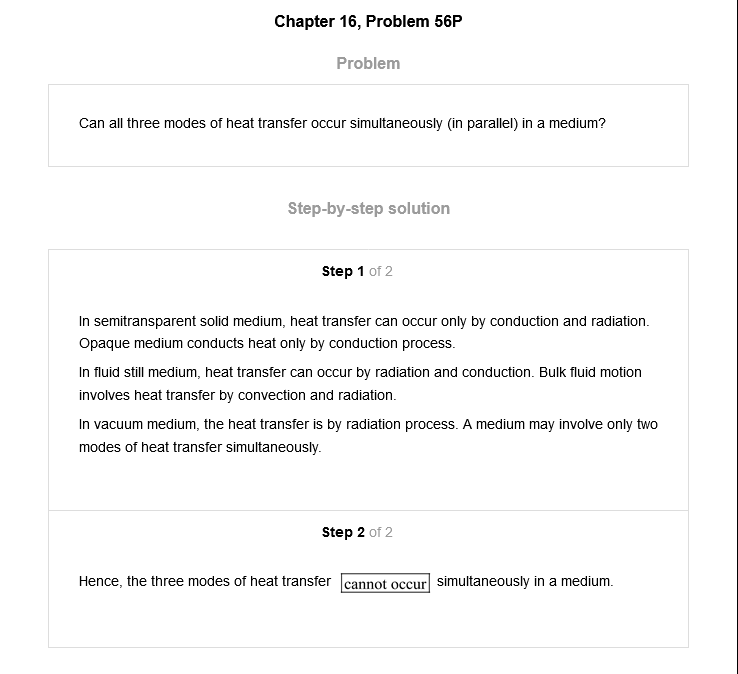 Chapter 16, Problem 56P
Problem
Can all three modes of heat transfer occur simultaneously (in parallel) in a medium?
Step-by-step solution
Step 1 of 2
In semitransparent solid medium, heat transfer can occur only by conduction and radiation.
Opaque medium conducts heat only by conduction process.
In fluid still medium, heat transfer can occur by radiation and conduction. Bulk fluid motion
involves heat transfer by convection and radiation.
In vacuum medium, the heat transfer is by radiation process. A medium may involve only two
modes of heat transfer simultaneously.
Step 2 of 2
Hence, the three modes of heat transfer cannot occur simultaneously in a medium.